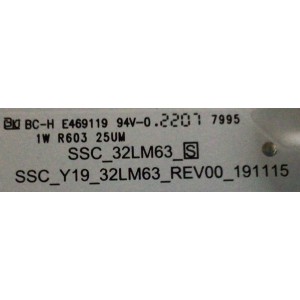 BC-H E469119 94V-0 .2207 7995
1W R603 25UM
SSC_32LM63_S
SSC_Y19_32LM63_REV00_191115